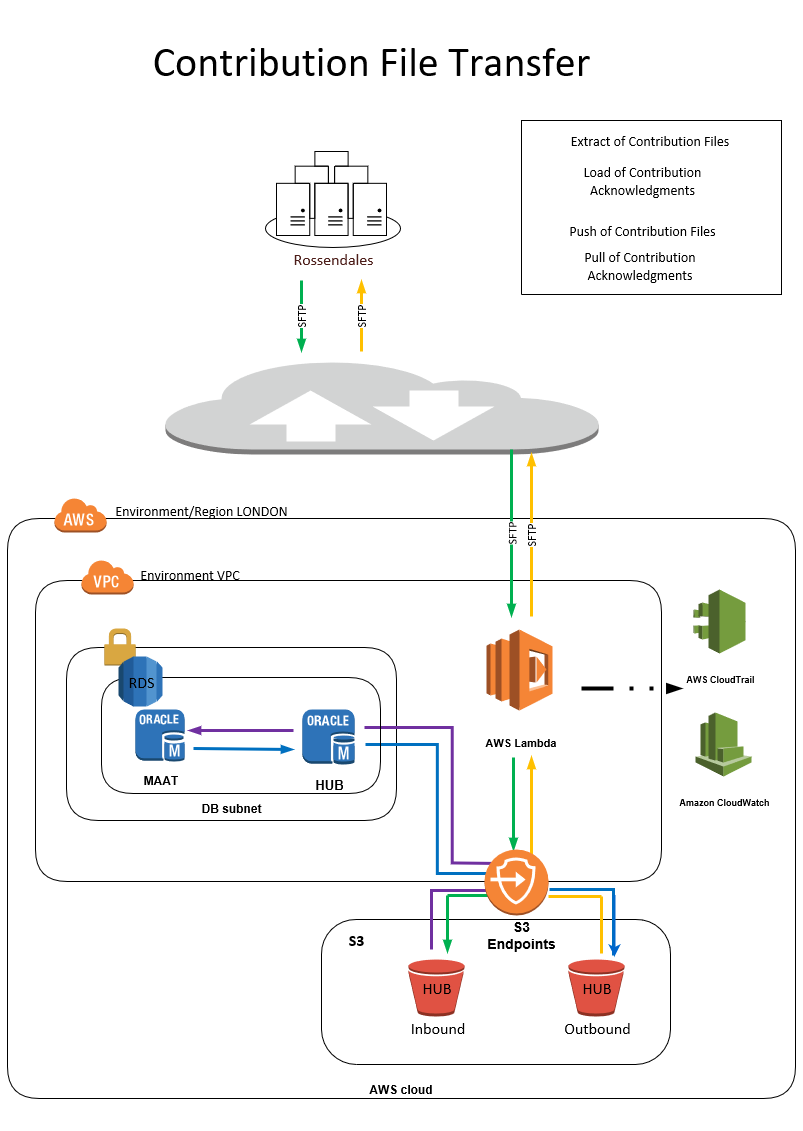 Contribution File Transfer
Extract of Contribution Files
Load of Contribution
Acknowledgments
Push of Contribution Files
Pull of Contribution
Acknowledgments
Rossendales
SFTP
SFTP
AWS
Environment/Region LONDON
SFTP
SFTP
VPC
Environment VPC
RDS
ORACLE
M
MAAT
ORACLE
M
HUB
DB subnet
AWS Lambda
AWS CloudTrail
Amazon CloudWatch
S3
Endpoints
S3
HUB
Inbound
HUB
Outbound
AWS cloud